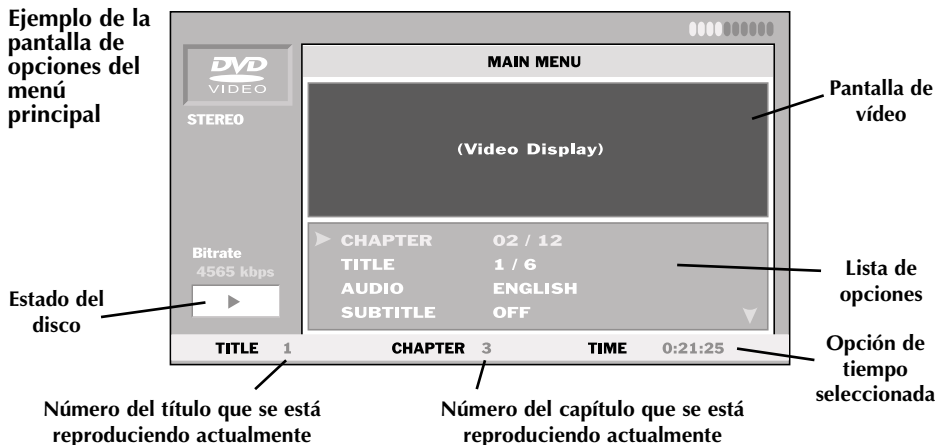 Ejemplo de la
pantalla de
opciones del
menú
principal
DVD
VIDEO
STEREO
MAIN MENU
(Video Display)
Pantalla de
vídeo
CHAPTER 02 / 12
TITLE 1 / 6
AUDIO ENGLISH
SUBTITLE OFF
Bitrate
4565 kbps
Lista de
opciones
Estado del
disco
TITLE 1 CHAPTER 3 TIME 0:21:25
Opción de
tiempo
seleccionada
Número del título que se está
reproduciendo actualmente
Número del capítulo que se está
reproduciendo actualmente